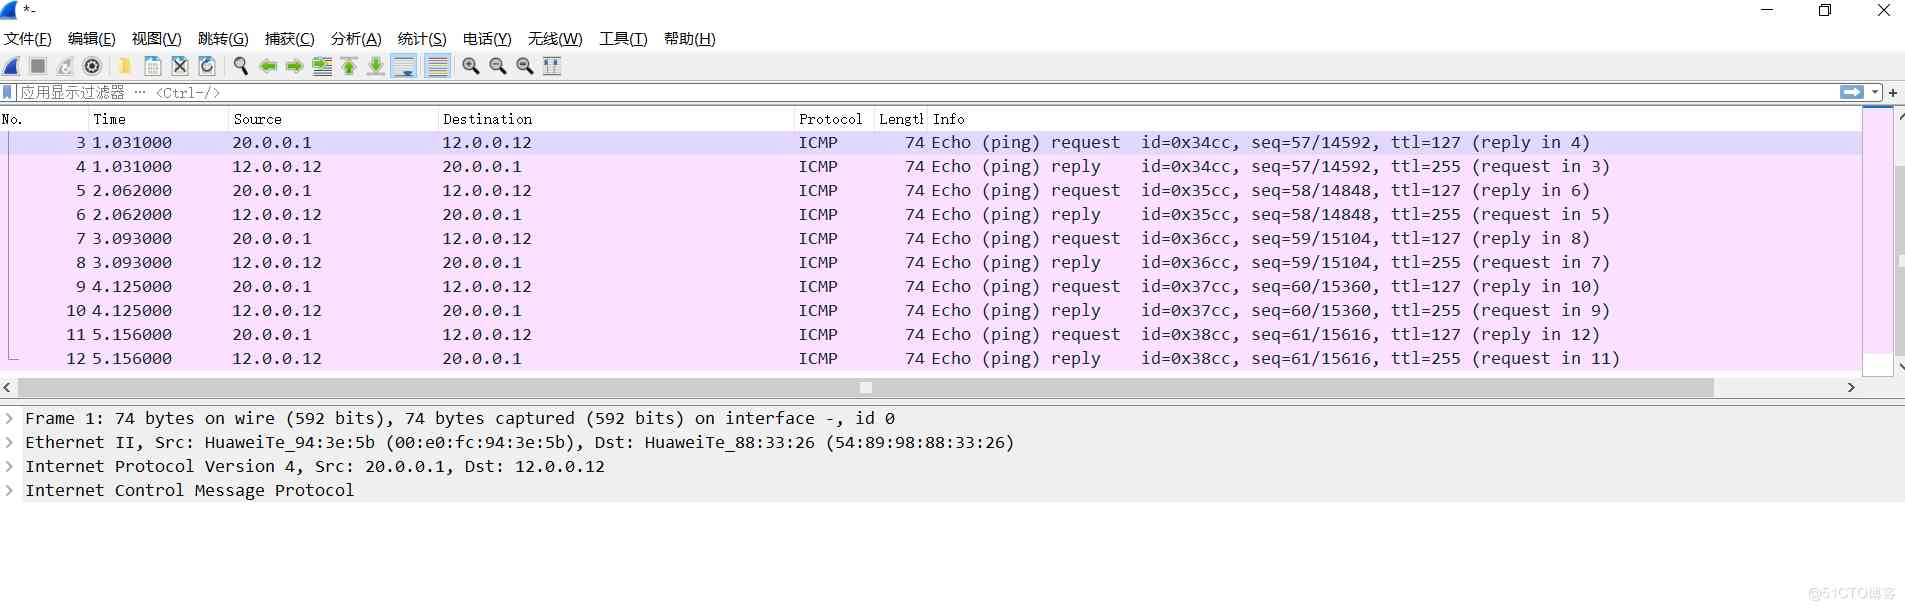 *-
文件(F) 编辑(E) 视图(V) 跳转(G) 捕获(C) 分析(A) 统计(S) 电话(Y) 无线(W) 工具(T) 帮助(H)
应用显示过滤器 … <Ctrl-/>
No. Time Source Destination Protocol Length Info
3 1.031000 20.0.0.1 12.0.0.12 ICMP 74 Echo (ping) request id=0x34cc, seq=57/14592, ttl=127 (reply in 4)
4 1.031000 12.0.0.12 20.0.0.1 ICMP 74 Echo (ping) reply id=0x34cc, seq=57/14592, ttl=255 (request in 3)
5 2.062000 20.0.0.1 12.0.0.12 ICMP 74 Echo (ping) request id=0x35cc, seq=58/14848, ttl=127 (reply in 6)
6 2.062000 12.0.0.12 20.0.0.1 ICMP 74 Echo (ping) reply id=0x35cc, seq=58/14848, ttl=255 (request in 5)
7 3.093000 20.0.0.1 12.0.0.12 ICMP 74 Echo (ping) request id=0x36cc, seq=59/15104, ttl=127 (reply in 8)
8 3.093000 12.0.0.12 20.0.0.1 ICMP 74 Echo (ping) reply id=0x36cc, seq=59/15104, ttl=255 (request in 7)
9 4.125000 20.0.0.1 12.0.0.12 ICMP 74 Echo (ping) request id=0x37cc, seq=60/15360, ttl=127 (reply in 10)
10 4.125000 12.0.0.12 20.0.0.1 ICMP 74 Echo (ping) reply id=0x37cc, seq=60/15360, ttl=255 (request in 9)
11 5.156000 20.0.0.1 12.0.0.12 ICMP 74 Echo (ping) request id=0x38cc, seq=61/15616, ttl=127 (reply in 12)
12 5.156000 12.0.0.12 20.0.0.1 ICMP 74 Echo (ping) reply id=0x38cc, seq=61/15616, ttl=255 (request in 11)
Frame 1: 74 bytes on wire (592 bits), 74 bytes captured (592 bits) on interface -, id 0
Ethernet II, Src: HuaweiTe_94:3e:5b (00:e0:fc:94:3e:5b), Dst: HuaweiTe_88:33:26 (54:89:98:88:33:26)
Internet Protocol Version 4, Src: 20.0.0.1, Dst: 12.0.0.12
Internet Control Message Protocol
@51CTO博客